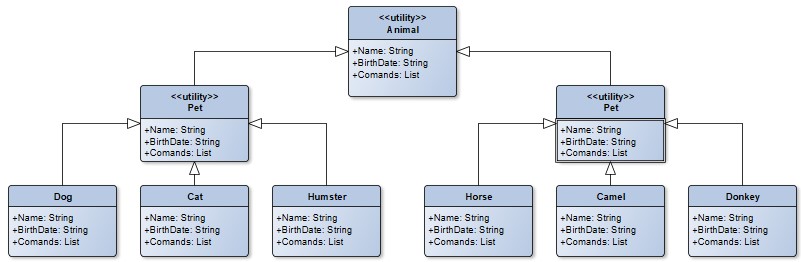 <<utility>>
Animal
+Name: String
+BirthDate: String
+Comands: List
<<utility>>
Pet
+Name: String
+BirthDate: String
+Comands: List
<<utility>>
Pet
+Name: String
+BirthDate: String
+Comands: List
Dog
+Name: String
+BirthDate: String
+Comands: List
Cat
+Name: String
+BirthDate: String
+Comands: List
Humster
+Name: String
+BirthDate: String
+Comands: List
Horse
+Name: String
+BirthDate: String
+Comands: List
Camel
+Name: String
+BirthDate: String
+Comands: List
Donkey
+Name: String
+BirthDate: String
+Comands: List